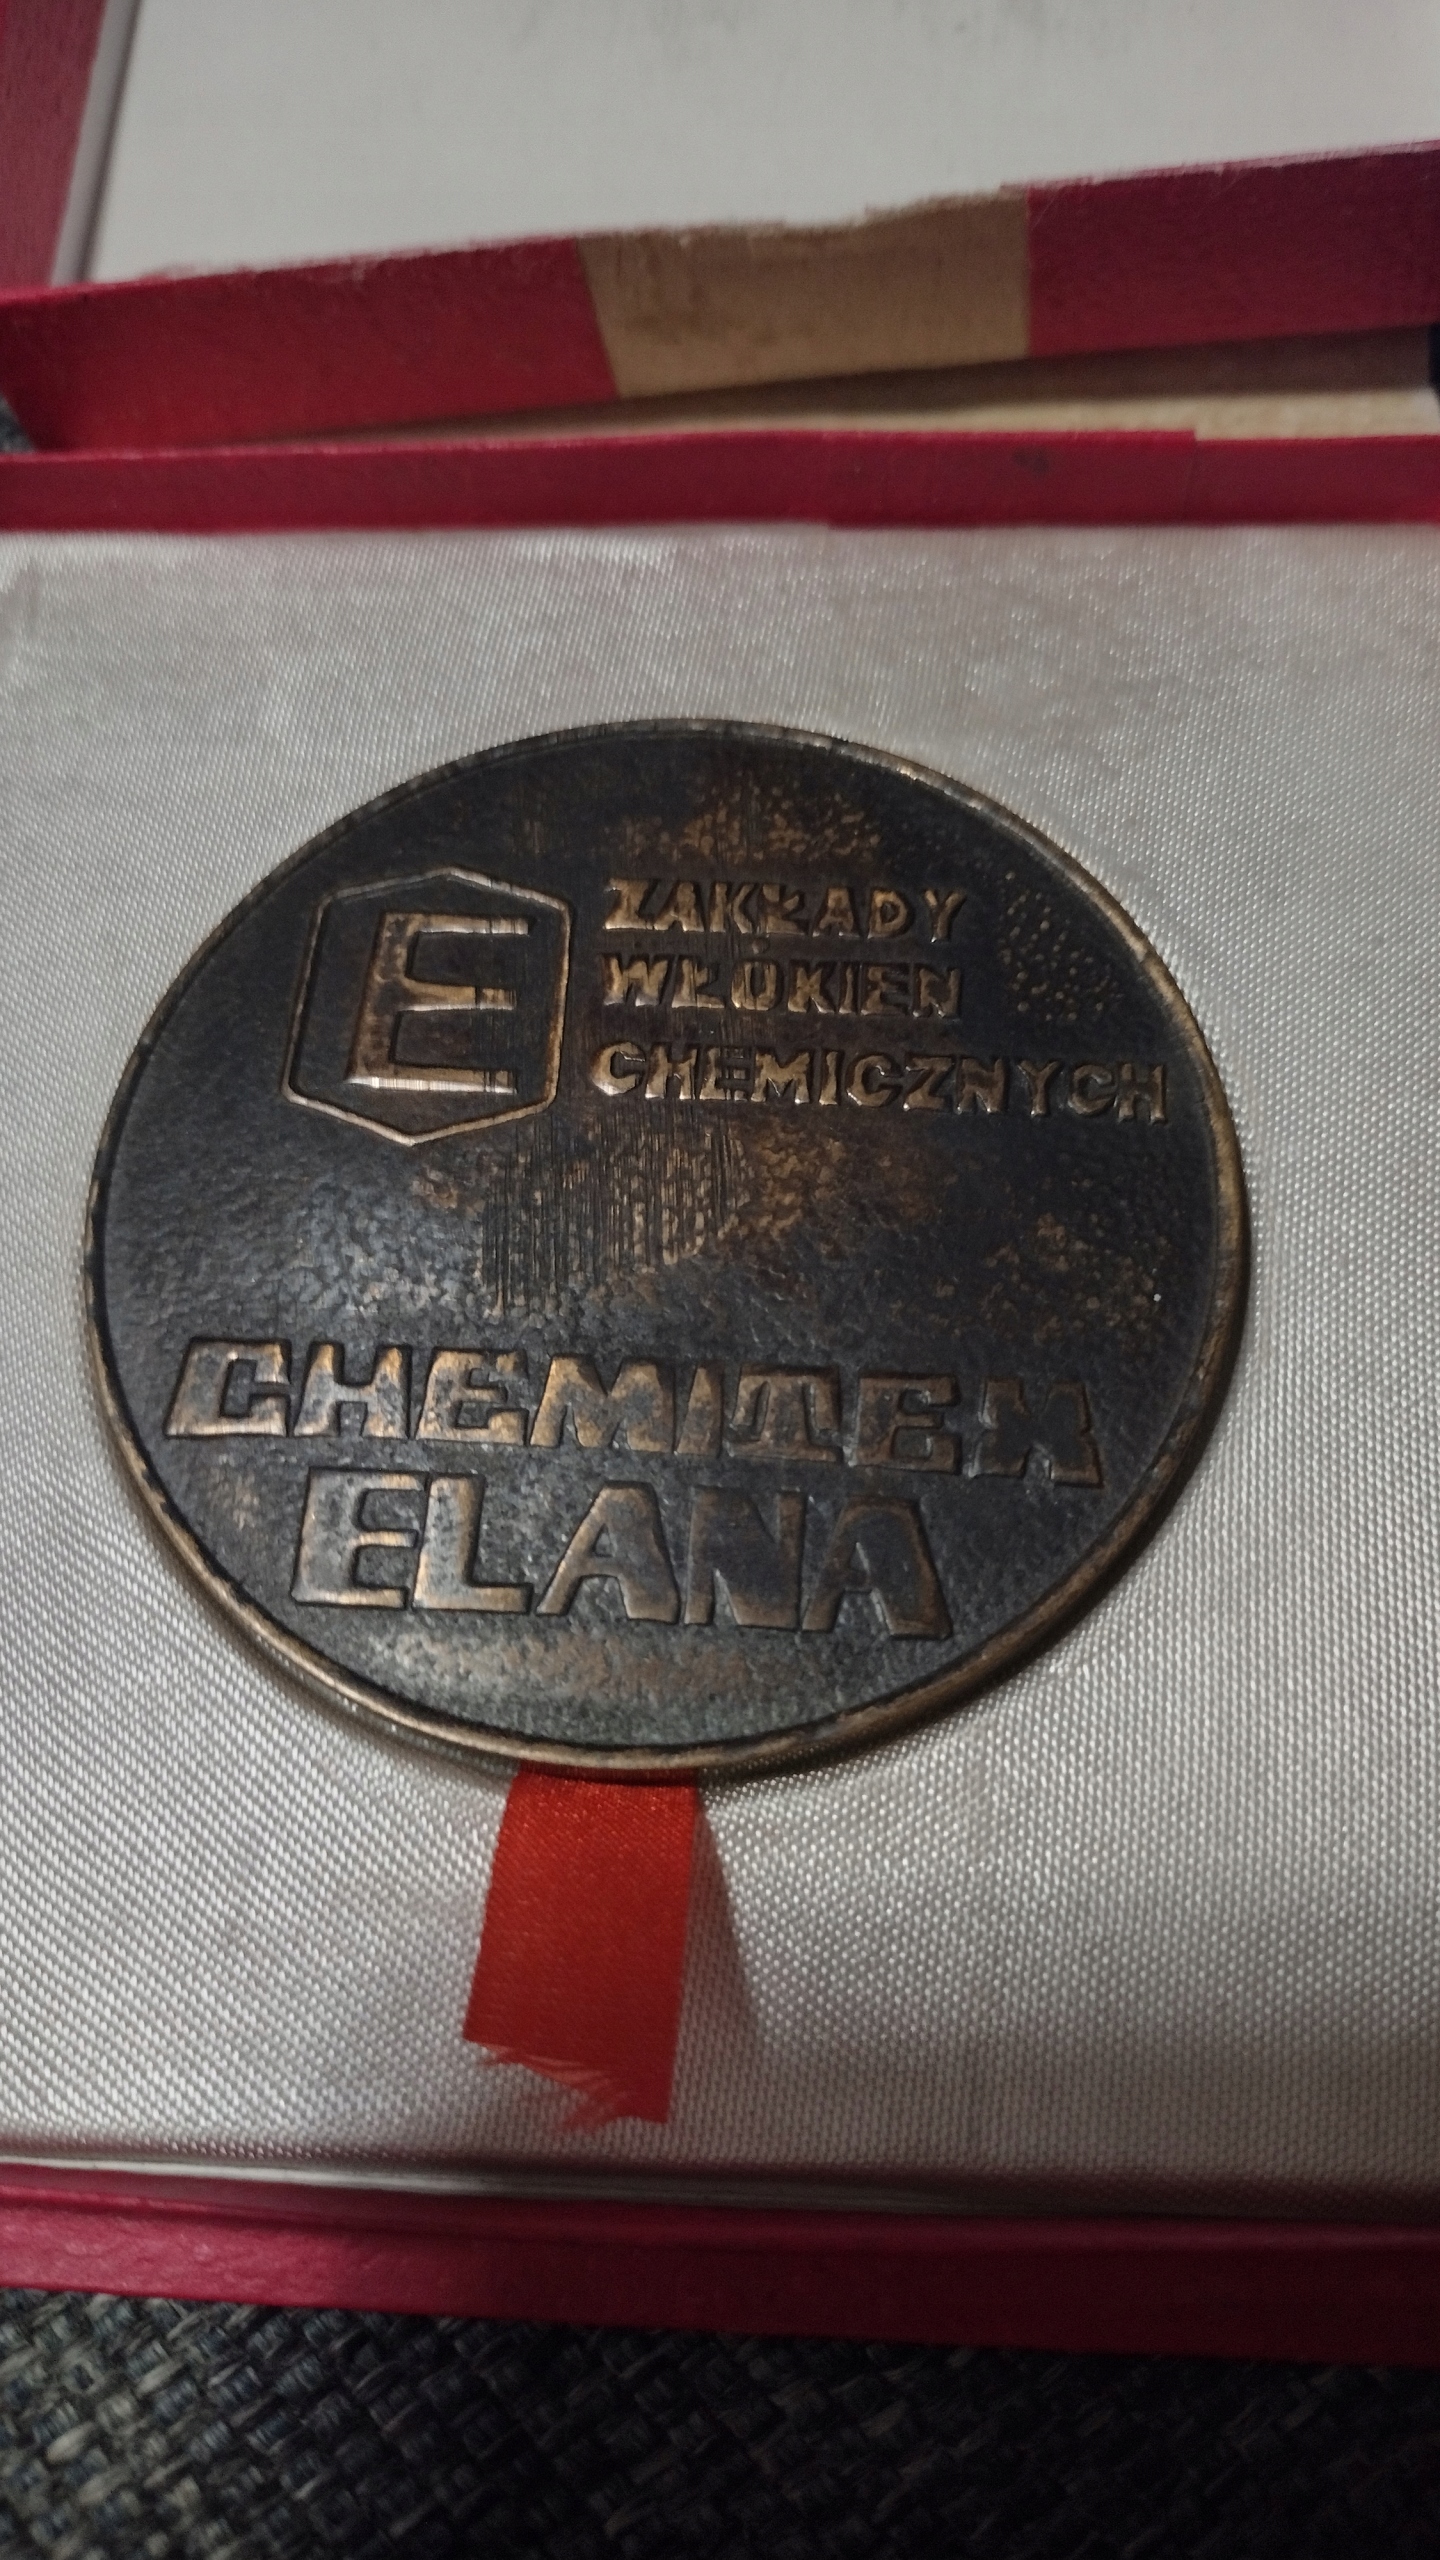 E
ZAKŁADY
WŁÓKIEN
CHEMICZNYCH
CHEMITEX
ELANA